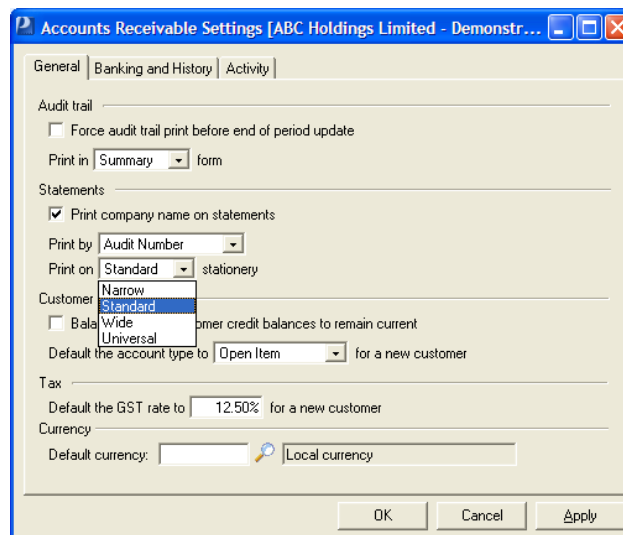 Accounts Receivable Settings [ABC Holdings Limited - Demonstr...
General Banking and History Activity
Audit trail
Force audit trail print before end of period update
Print in Summary form
Statements
Print company name on statements
Print by Audit Number
Print on Standard stationery
Narrow
Customer
Standard
Wide
Bala omer credit balances to remain current
Universal
Default the account type to Open Item for a new customer
Tax
Default the GST rate to 12.50% for a new customer
Currency
Default currency: Local currency
OK Cancel Apply